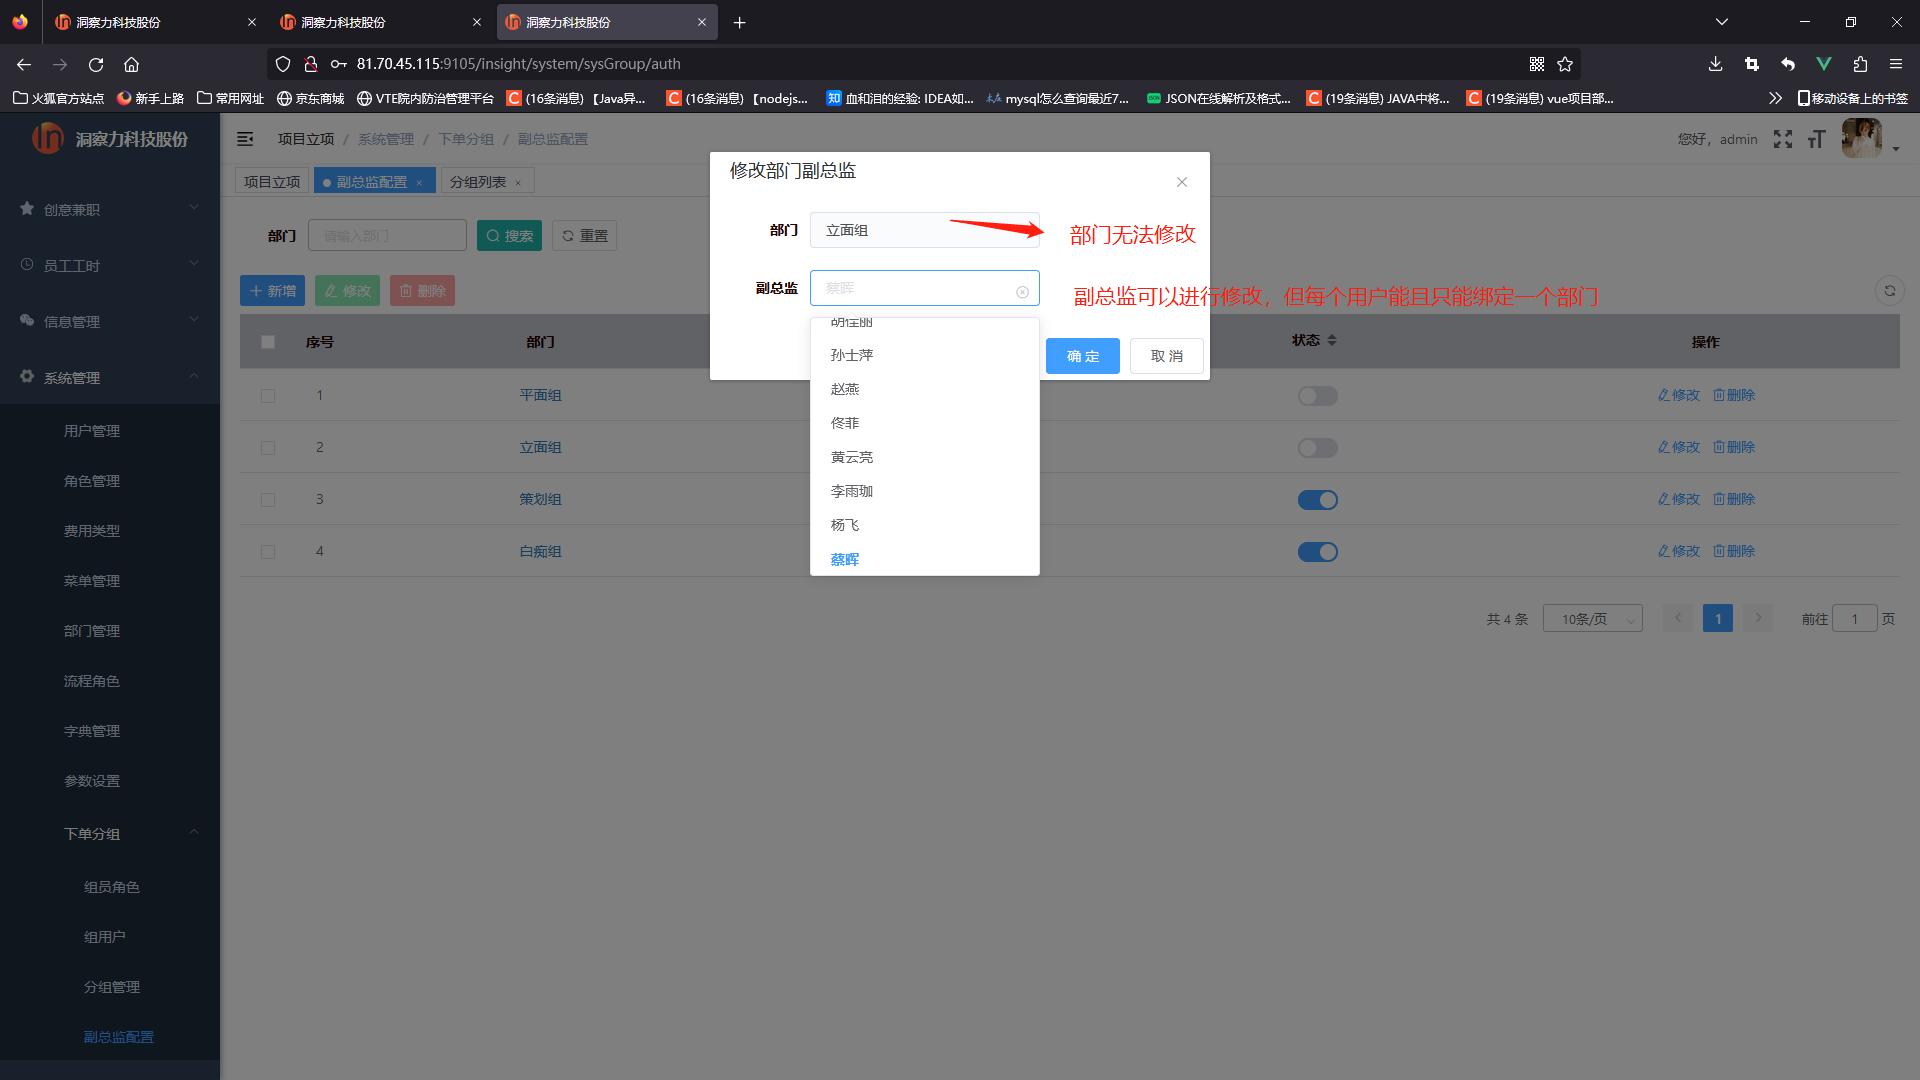 洞察力科技股份
洞察力科技股份
洞察力科技股份
81.70.45.115:9105/insight/system/sysGroup/auth
火狐官方站点
新手上路
常用网址
京东商城
VTE院内防治管理平台
(16条消息) 【Java异...
(16条消息) 【nodejs...
血和泪的经验: IDEA如...
mysql怎么查询最近7...
JSON在线解析及格式...
(19条消息) JAVA中将...
(19条消息) vue项目部...
移动设备上的书签
洞察力科技股份
项目立项 / 系统管理 / 下单分组 / 副总监配置
您好，admin
项目立项
副总监配置
分组列表
创意兼职
员工工时
信息管理
系统管理
用户管理
角色管理
费用类型
菜单管理
部门管理
流程角色
字典管理
参数设置
下单分组
组员角色
组用户
分组管理
副总监配置
部门
请输入部门
搜索
重置
新增
修改
删除
序号
部门
状态
操作
1
平面组
修改
删除
2
立面组
修改
删除
3
策划组
修改
删除
4
白痴组
修改
删除
共 4 条
10条/页
1
前往
1
页
修改部门副总监
部门
立面组
部门无法修改
副总监
蔡晖
副总监可以进行修改，但每个用户能且只能绑定一个部门
胡佳丽
孙士萍
赵燕
佟菲
黄云亮
李雨珈
杨飞
蔡晖
确 定
取 消